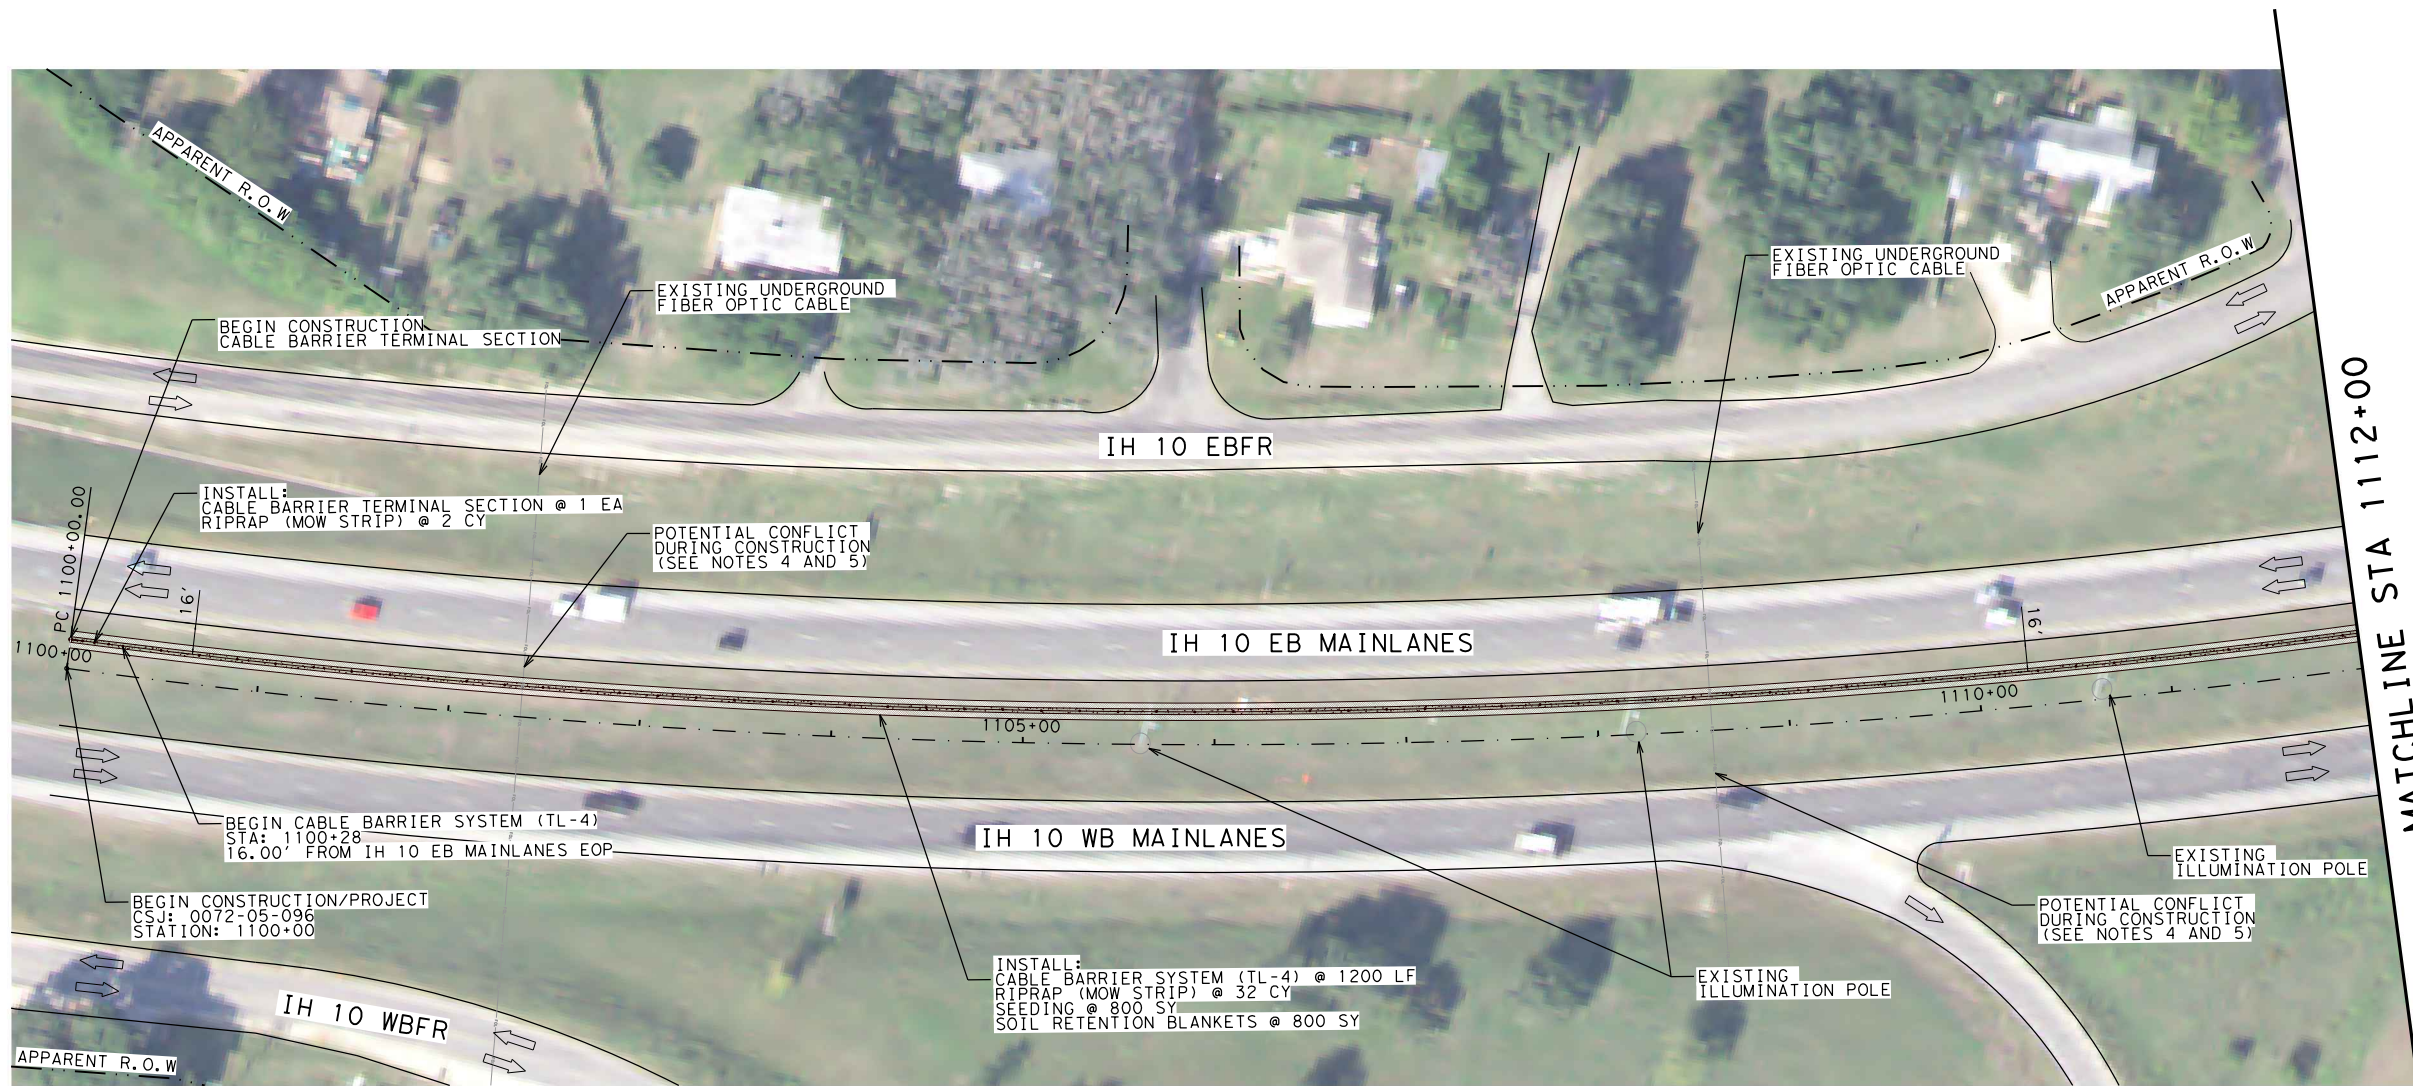 APPARENT R.O.W
EXISTING UNDERGROUND
FIBER OPTIC CABLE
EXISTING UNDERGROUND
FIBER OPTIC CABLE
APPARENT R.O.W
BEGIN CONSTRUCTION
CABLE BARRIER TERMINAL SECTION
IH 10 EBFR
MATCHLINE STA 1112+00
INSTALL:
CABLE BARRIER TERMINAL SECTION @ 1 EA
RIPRAP (MOW STRIP) @ 2 CY
PC 1100+00.00
POTENTIAL CONFLICT
DURING CONSTRUCTION
(SEE NOTES 4 AND 5)
16'
16'
IH 10 EB MAINLANES
1100+00
1105+00
1110+00
BEGIN CABLE BARRIER SYSTEM (TL-4)
STA: 1100+28
16.00' FROM IH 10 EB MAINLANES EOP
IH 10 WB MAINLANES
EXISTING
ILLUMINATION POLE
BEGIN CONSTRUCTION/PROJECT
CSJ: 0072-05-096
STATION: 1100+00
POTENTIAL CONFLICT
DURING CONSTRUCTION
(SEE NOTES 4 AND 5)
INSTALL:
CABLE BARRIER SYSTEM (TL-4) @ 1200 LF
RIPRAP (MOW STRIP) @ 32 CY
SEEDING @ 800 SY
SOIL RETENTION BLANKETS @ 800 SY
EXISTING
ILLUMINATION POLE
IH 10 WBFR
APPARENT R.O.W